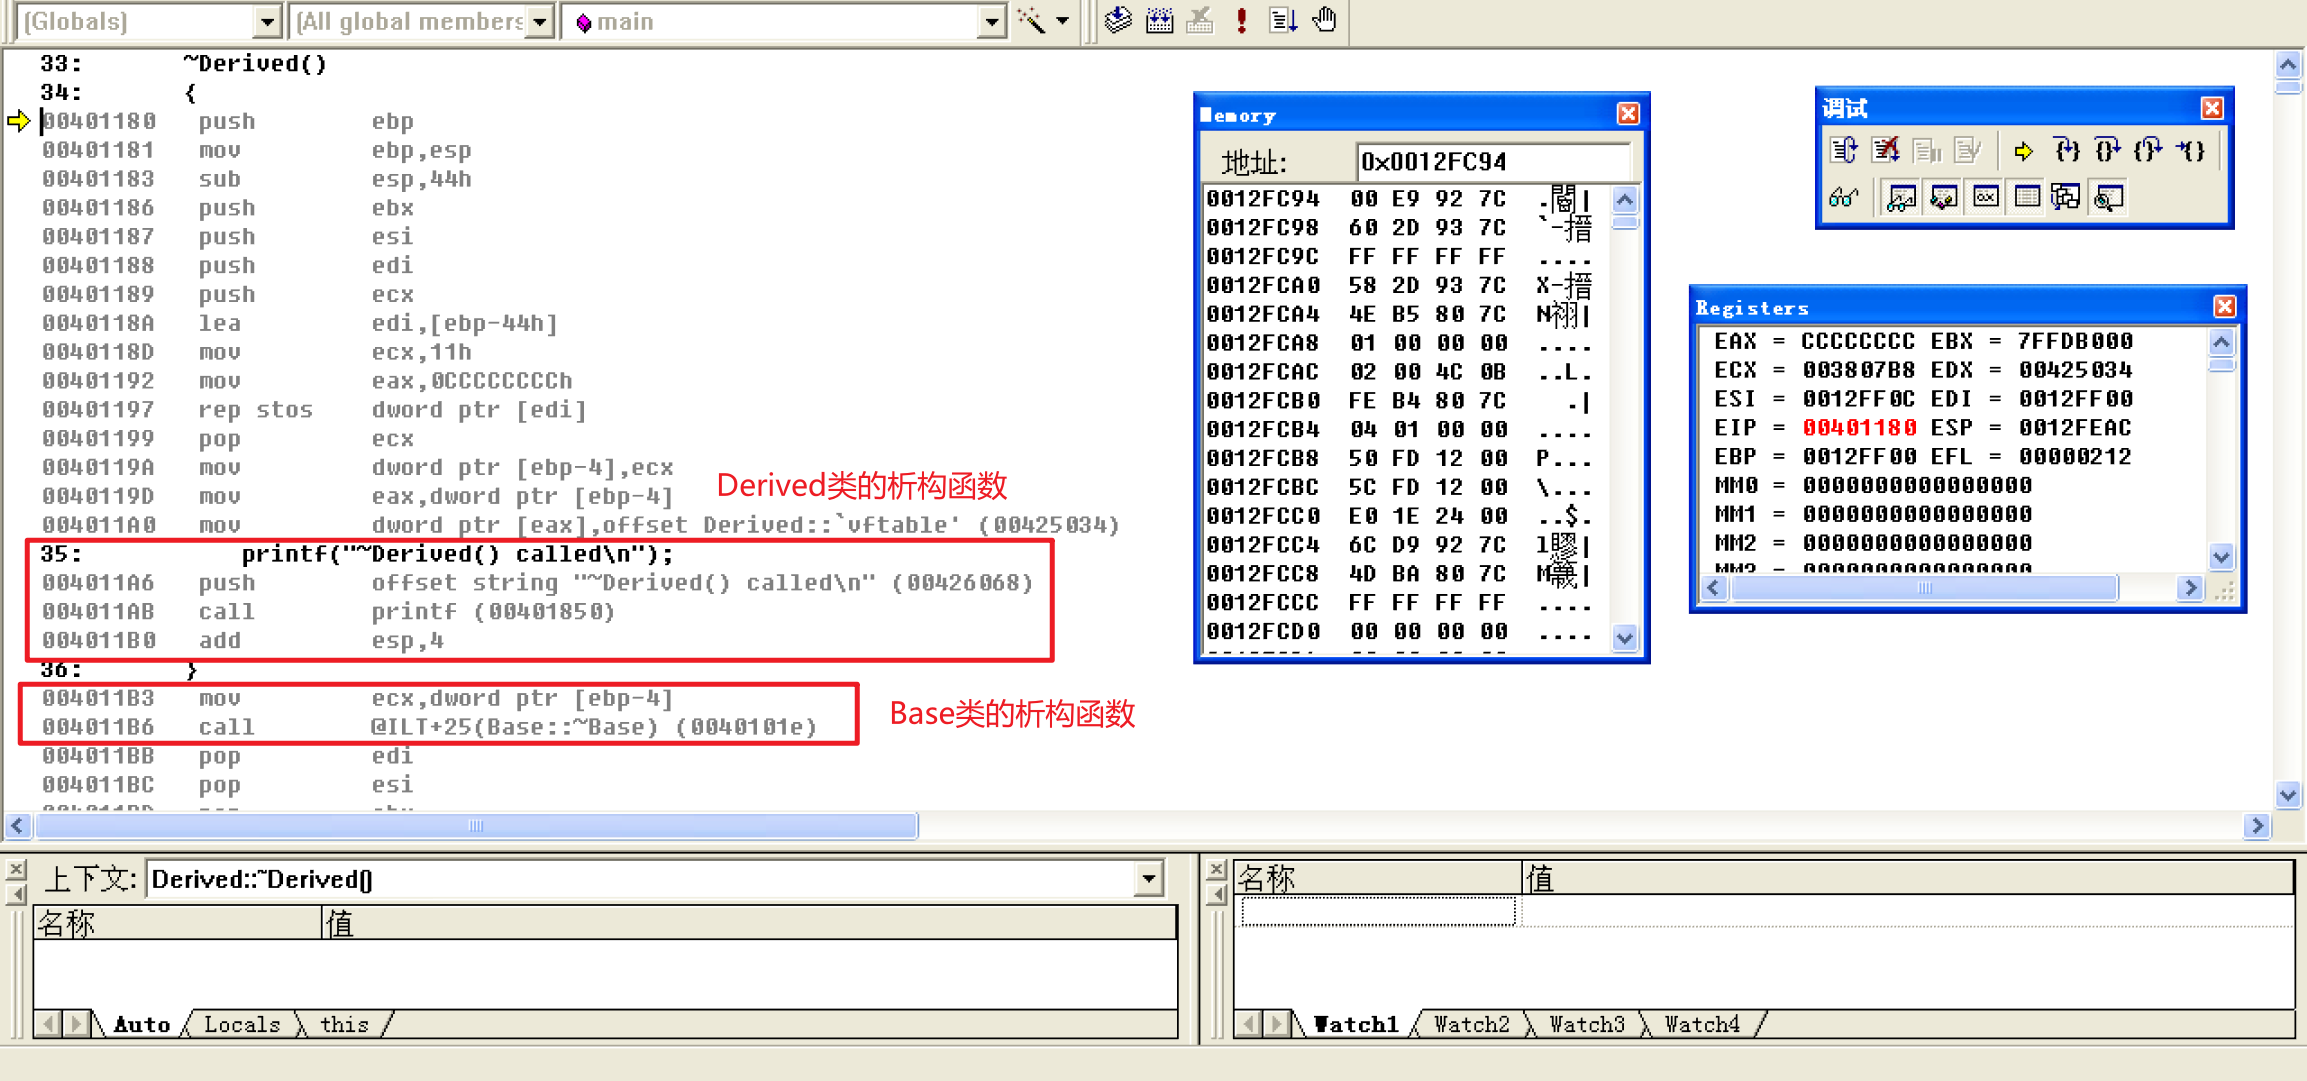 (Globals)
(All global members
main
33: ~Derived()
34: {
00401180 push ebp
00401181 mov ebp,esp
00401183 sub esp,44h
00401186 push ebx
00401187 push esi
00401188 push edi
00401189 push ecx
0040118A lea edi,[ebp-44h]
0040118D mov ecx,11h
00401192 mov eax,0CCCCCCCCh
00401197 rep stos dword ptr [edi]
00401199 pop ecx
0040119A mov dword ptr [ebp-4],ecx
0040119D mov eax,dword ptr [ebp-4]
004011A0 mov dword ptr [eax],offset Derived::`vftable' (00425034)
Derived类的析构函数
35: printf("~Derived() called\n");
004011A6 push offset string "~Derived() called\n" (00426068)
004011AB call printf (00401850)
004011B0 add esp,4
36: }
004011B3 mov ecx,dword ptr [ebp-4]
004011B6 call @ILT+25(Base::~Base) (0040101e)
Base类的析构函数
004011BB pop edi
004011BC pop esi
Memory
地址: 0x0012FC94
0012FC94 00 E9 92 7C .閽|
0012FC98 60 2D 93 7C `-搢
0012FC9C FF FF FF FF ....
0012FCA0 58 2D 93 7C X-搢
0012FCA4 4E B5 80 7C N祤|
0012FCA8 01 00 00 00 ....
0012FCAC 02 00 4C 0B ..L.
0012FCB0 FE B4 80 7C .|
0012FCB4 04 01 00 00 ....
0012FCB8 50 FD 12 00 P...
0012FCBC 5C FD 12 00 \...
0012FCC0 E0 1E 24 00 ..$.
0012FCC4 6C D9 92 7C l賿|
0012FCC8 4D BA 80 7C M簚|
0012FCCC FF FF FF FF ....
0012FCD0 00 00 00 00 ....
调试
Registers
EAX = CCCCCCCC EBX = 7FFDB000
ECX = 003807B8 EDX = 00425034
ESI = 0012FF0C EDI = 0012FF00
EIP = 00401180 ESP = 0012FEAC
EBP = 0012FF00 EFL = 00000212
MM0 = 0000000000000000
MM1 = 0000000000000000
MM2 = 0000000000000000
上下文: Derived::~Derived()
名称 值
Auto Locals this
名称 值
Watch1 Watch2 Watch3 Watch4